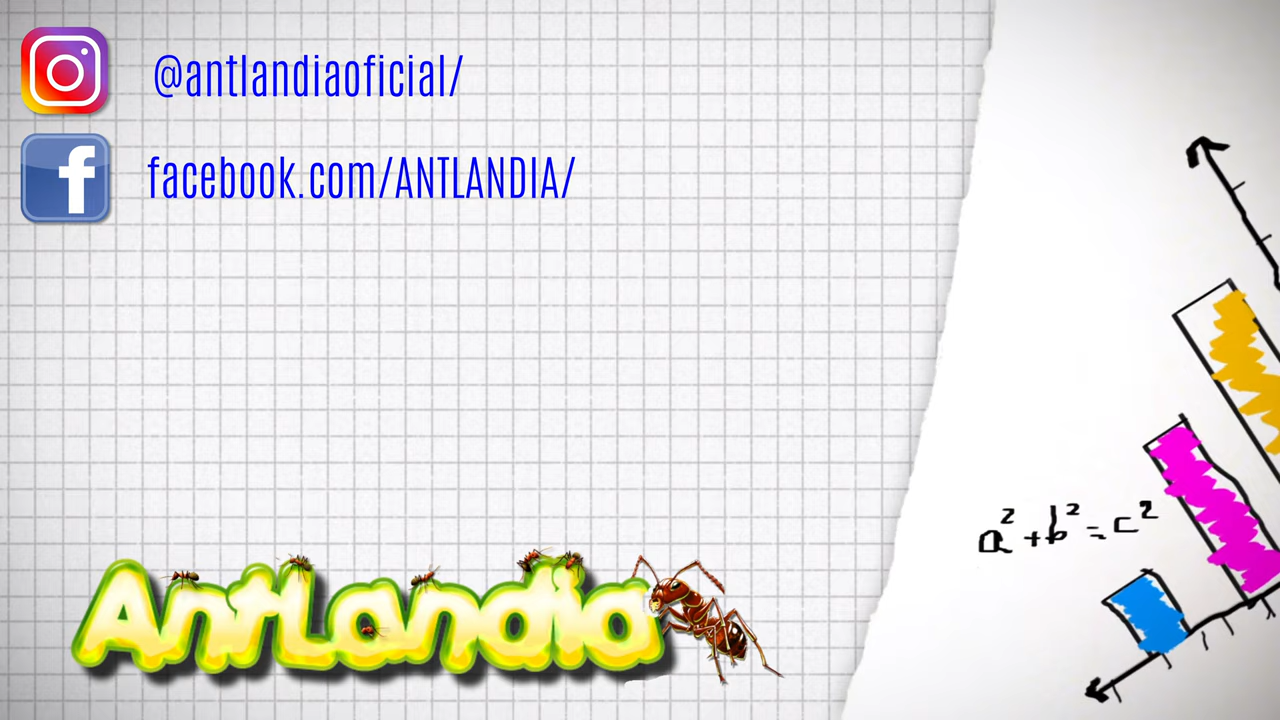 @antlandiaoficial/
facebook.com/ANTLANDIA/
a² + b² = c²
AntLandia